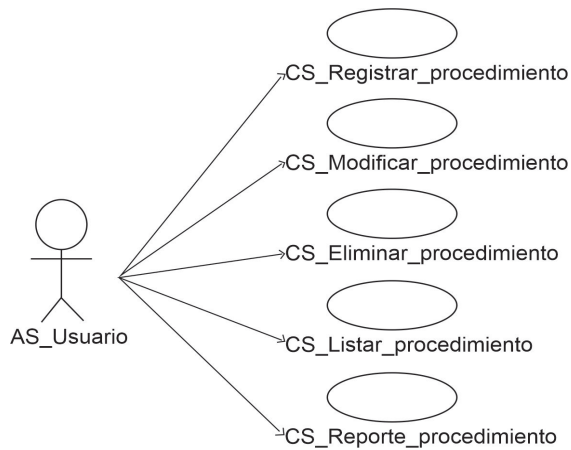 CS_Registrar_procedimiento
CS_Modificar_procedimiento
CS_Eliminar_procedimiento
AS_Usuario
CS_Listar_procedimiento
CS_Reporte_procedimiento